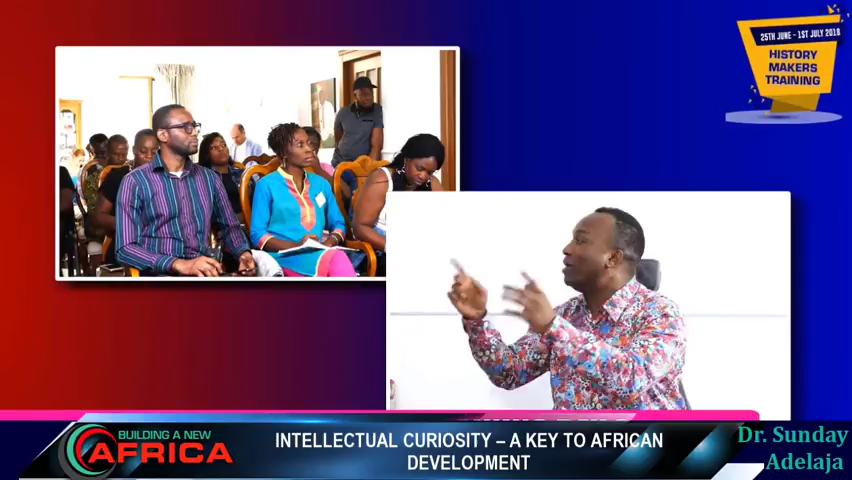 25TH JUNE - 1ST JULY 2018
HISTORY
MAKERS
TRAINING
BUILDING A NEW
AFRICA
INTELLECTUAL CURIOSITY – A KEY TO AFRICAN
DEVELOPMENT
Dr. Sunday
Adelaja